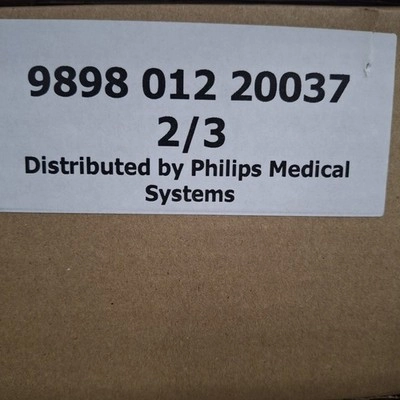 9898 012 20037
2/3
Distributed by Philips Medical
Systems